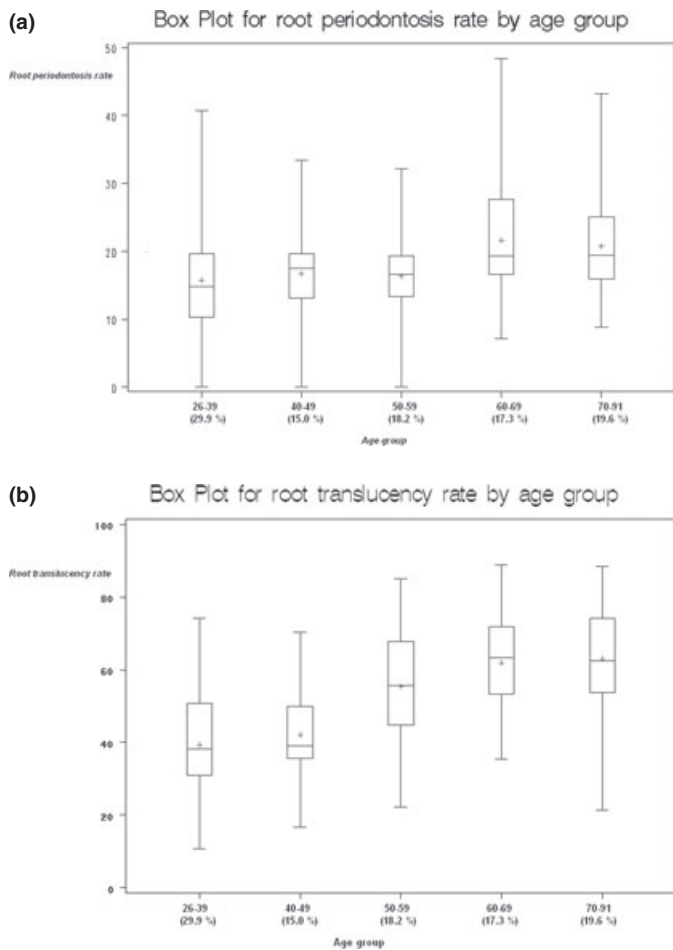 (a)
Box Plot for root periodontosis rate by age group
Root periodontosis rate
50
40
30
20
10
0
26-39 40-49 50-59 60-69 70-91
(29.9 %) (15.0 %) (18.2 %) (17.3 %) (19.6 %)
Age group
(b)
Box Plot for root translucency rate by age group
100
Root translucency rate
80
60
40
20
0
26-39 40-49 50-59 60-69 70-91
(29.9 %) (15.0 %) (18.2 %) (17.3 %) (19.6 %)
Age group